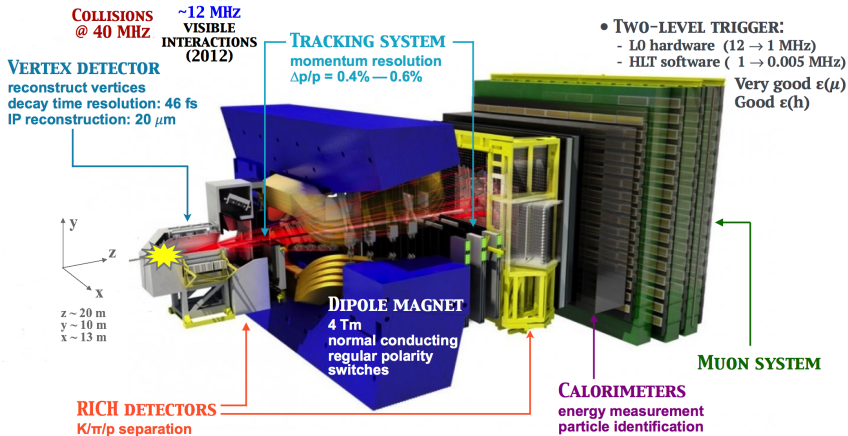 COLLISIONS
@ 40 MHz
~12 MHz
VISIBLE
INTERACTIONS
(2012)
TRACKING SYSTEM
momentum resolution
Δp/p = 0.4% — 0.6%
• TWO-LEVEL TRIGGER:
- L0 hardware (12 → 1 MHz)
- HLT software ( 1 → 0.005 MHz)
Very good ε(μ)
Good ε(h)
VERTEX DETECTOR
reconstruct vertices
decay time resolution: 46 fs
IP reconstruction: 20 μm
y
z
x
z ~ 20 m
y ~ 10 m
x ~ 13 m
DIPOLE MAGNET
4 Tm
normal conducting
regular polarity
switches
MUON SYSTEM
CALORIMETERS
energy measurement
particle identification
RICH DETECTORS
K/π/p separation